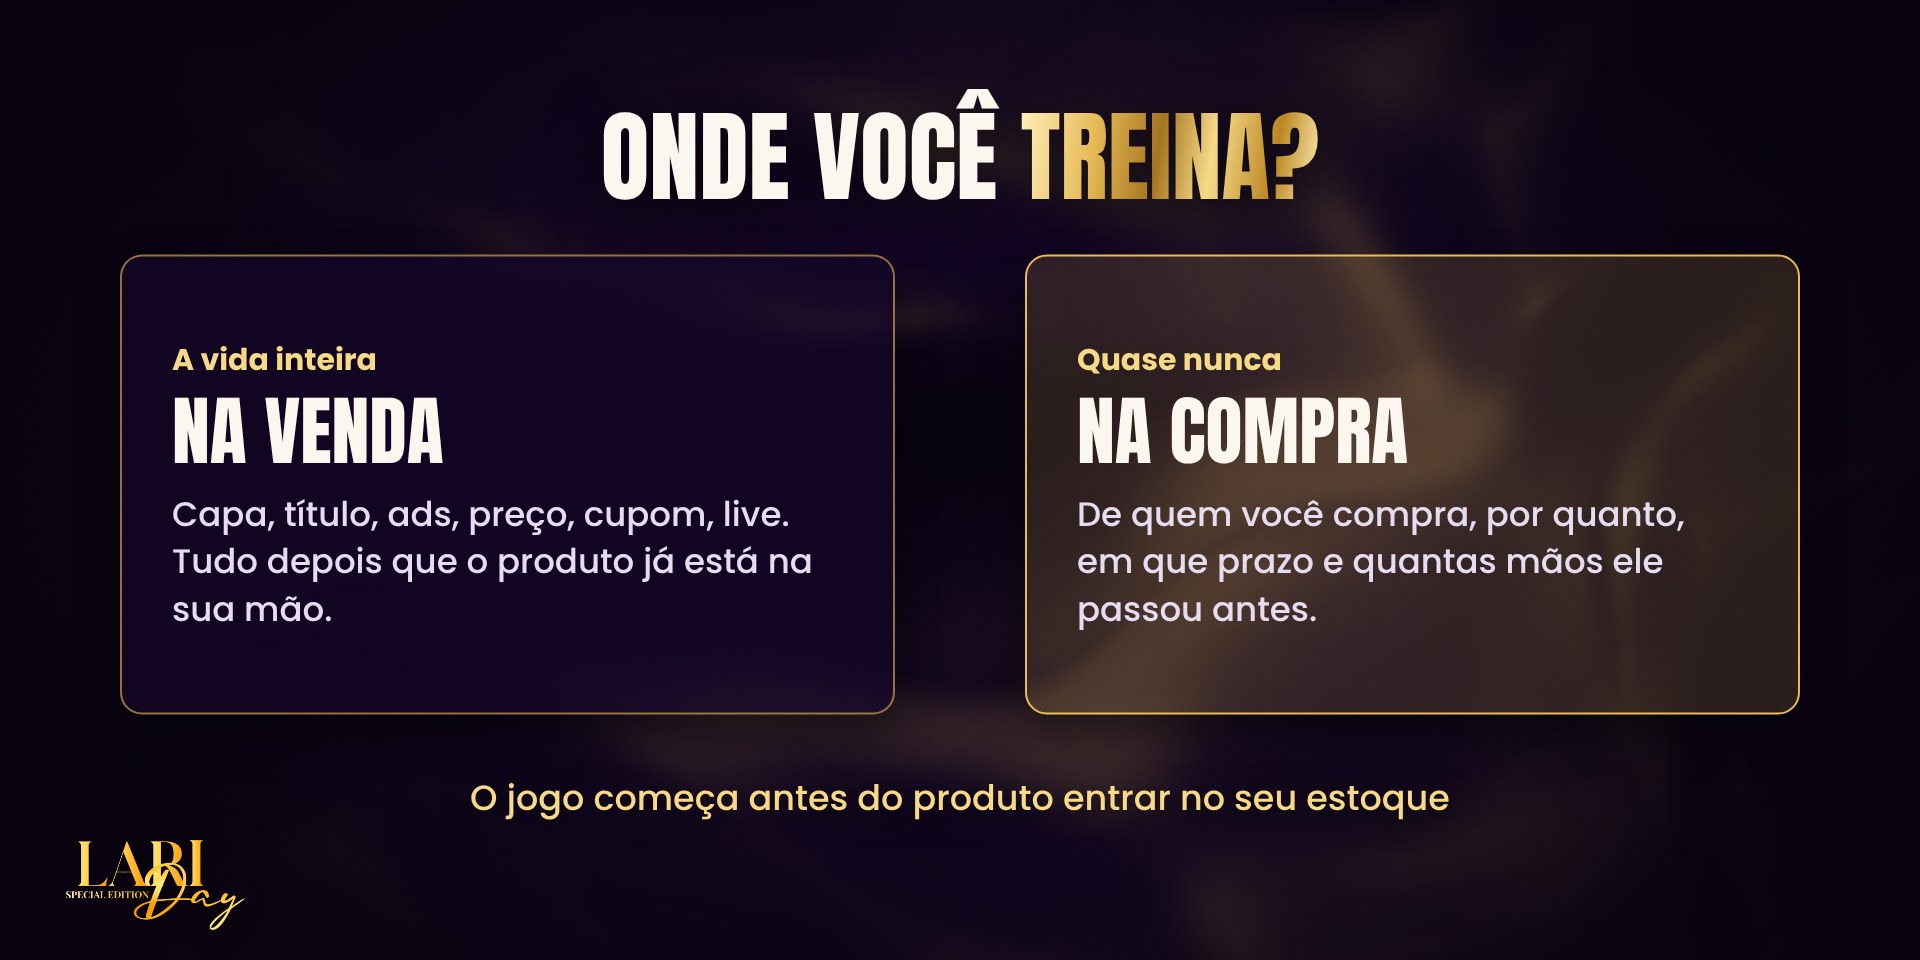 ONDE VOCÊ TREINA?
A vida inteira
NA VENDA
Capa, título, ads, preço, cupom, live.
Tudo depois que o produto já está na
sua mão.
Quase nunca
NA COMPRA
De quem você compra, por quanto,
em que prazo e quantas mãos ele
passou antes.
O jogo começa antes do produto entrar no seu estoque
LABI
SPECIAL EDITION
Day